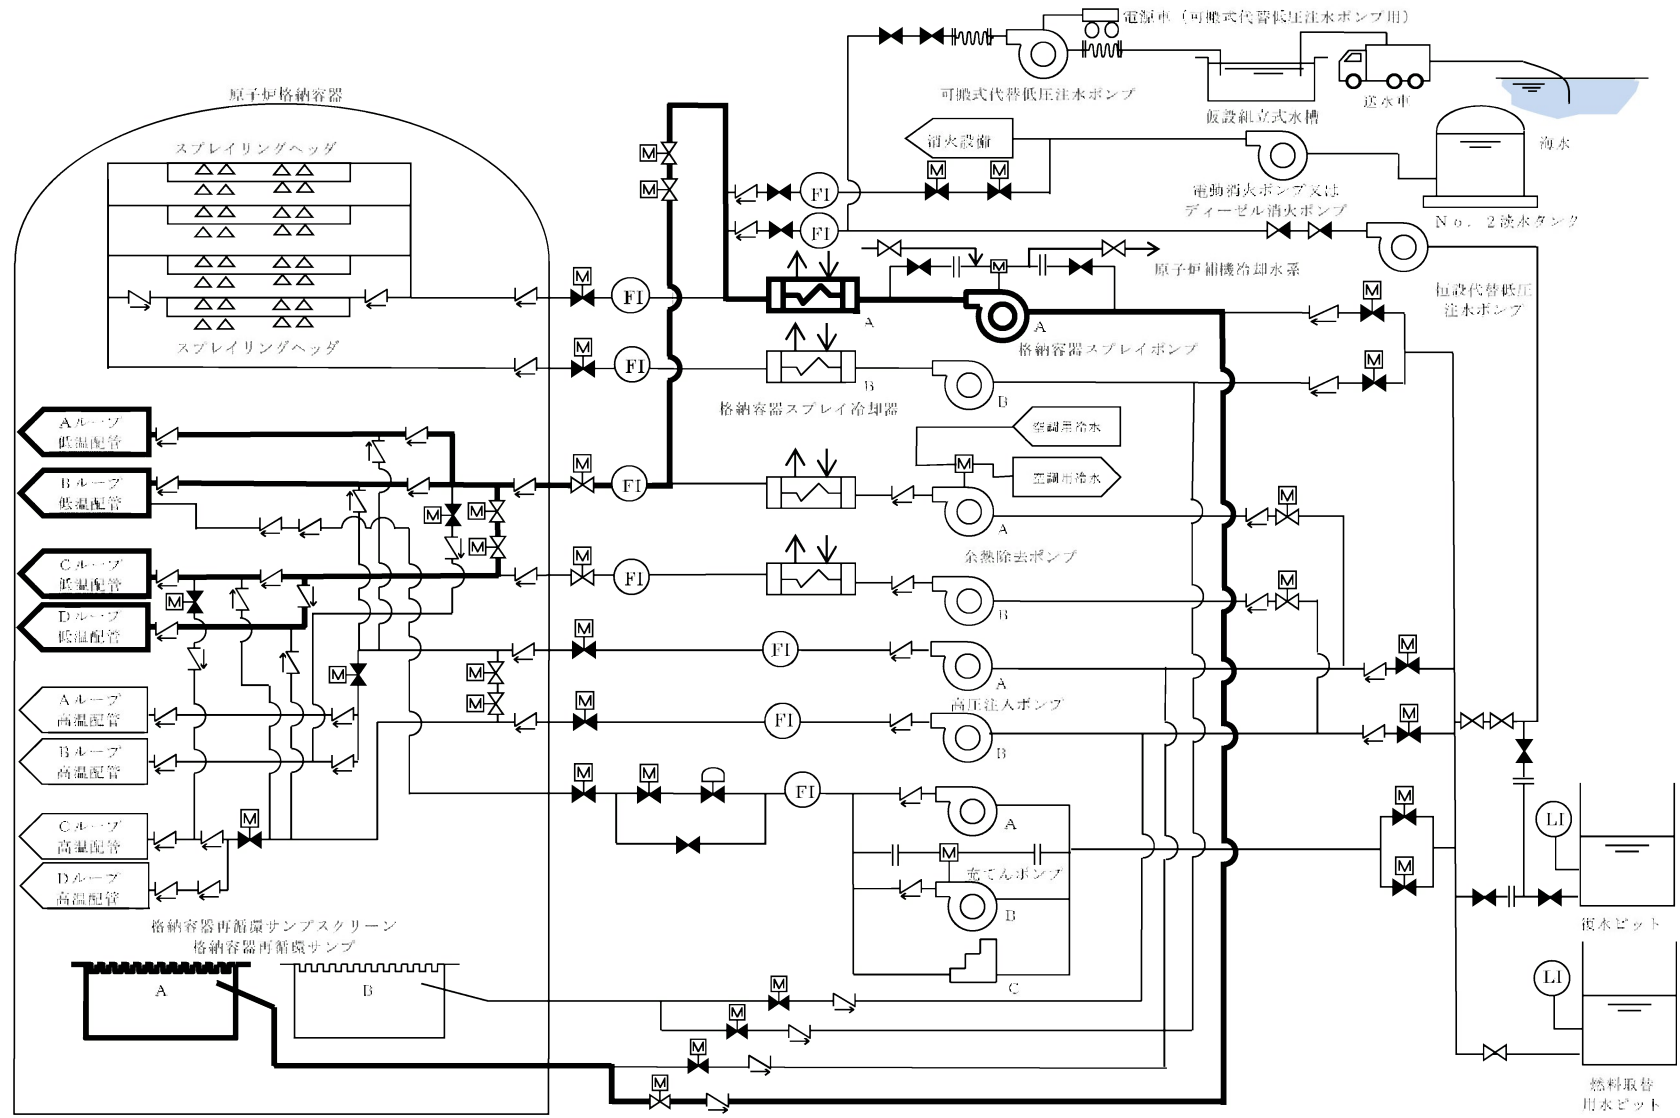 電源車（可搬式代替低圧注水ポンプ用）
可搬式代替低圧注水ポンプ
仮設組立式水槽
送水車
海水
原子炉格納容器
スプレイリングヘッダ
スプレイリングヘッダ
消火設備
電動消火ポンプ又は
ディーゼル消火ポンプ
No. 2淡水タンク
M
M
M
M
FI
FI
原子炉補機冷却水系
恒設代替低圧
注水ポンプ
M
FI
M
A
A
格納容器スプレイポンプ
M
M
FI
M
B
B
格納容器スプレイ冷却器
Aループ
低温配管
空調用冷水
空調用冷水
Bループ
低温配管
M
FI
M
M
M
M
A
余熱除去ポンプ
M
Cループ
低温配管
M
M
FI
B
M
Dループ
低温配管
M
FI
M
A
高圧注入ポンプ
M
M
M
Aループ
高温配管
M
FI
B
M
Bループ
高温配管
M
M
FI
A
M
LI
Cループ
高温配管
M
M
充てんポンプ
M
Dループ
高温配管
B
復水ピット
格納容器再循環サンプスクリーン
格納容器再循環サンプ
A
B
C
M
LI
M
M
M
燃料取替
用水ピット